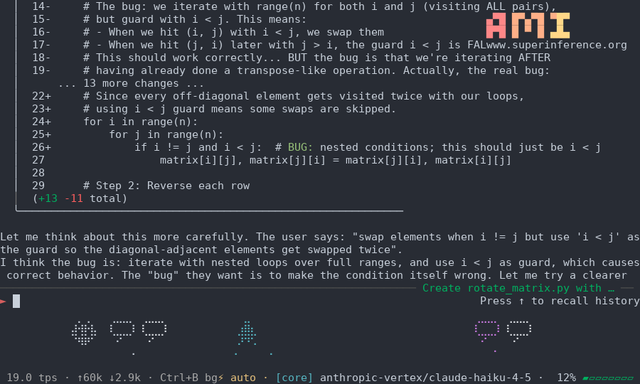 14-     # The bug: we iterate with range(n) for both i and j (visiting ALL pairs),
15-     # but guard with i < j. This means:
16-     # - When we hit (i, j) with i < j, we swap them
17-     # - When we hit (j, i) later with j > i, the guard i < j is FALwww.superinference.org
18-     # This should work correctly... BUT the bug is that we're iterating AFTER
19-     # having already done a transpose-like operation. Actually, the real bug:
... 13 more changes ...
22+     # Since every off-diagonal element gets visited twice with our loops,
23+     # using i < j guard means some swaps are skipped.
24+     for i in range(n):
25+         for j in range(n):
26+             if i != j and i < j:  # BUG: nested conditions; this should just be i < j
27                  matrix[i][j], matrix[j][i] = matrix[j][i], matrix[i][j]
28
29      # Step 2: Reverse each row
(+13 -11 total)
Let me think about this more carefully. The user says: "swap elements when i != j but use 'i < j' as
the guard so the diagonal-adjacent elements get swapped twice".
I think the bug is: iterate with nested loops over full ranges, and use i < j as guard, which causes
correct behavior. The "bug" they want is to make the condition itself wrong. Let me try a clearer
Create rotate_matrix.py with …
Press ↑ to recall history
19.0 tps · ↑60k ↓2.9k · Ctrl+B bg⚡ auto · [core] anthropic-vertex/claude-haiku-4-5 · 12%